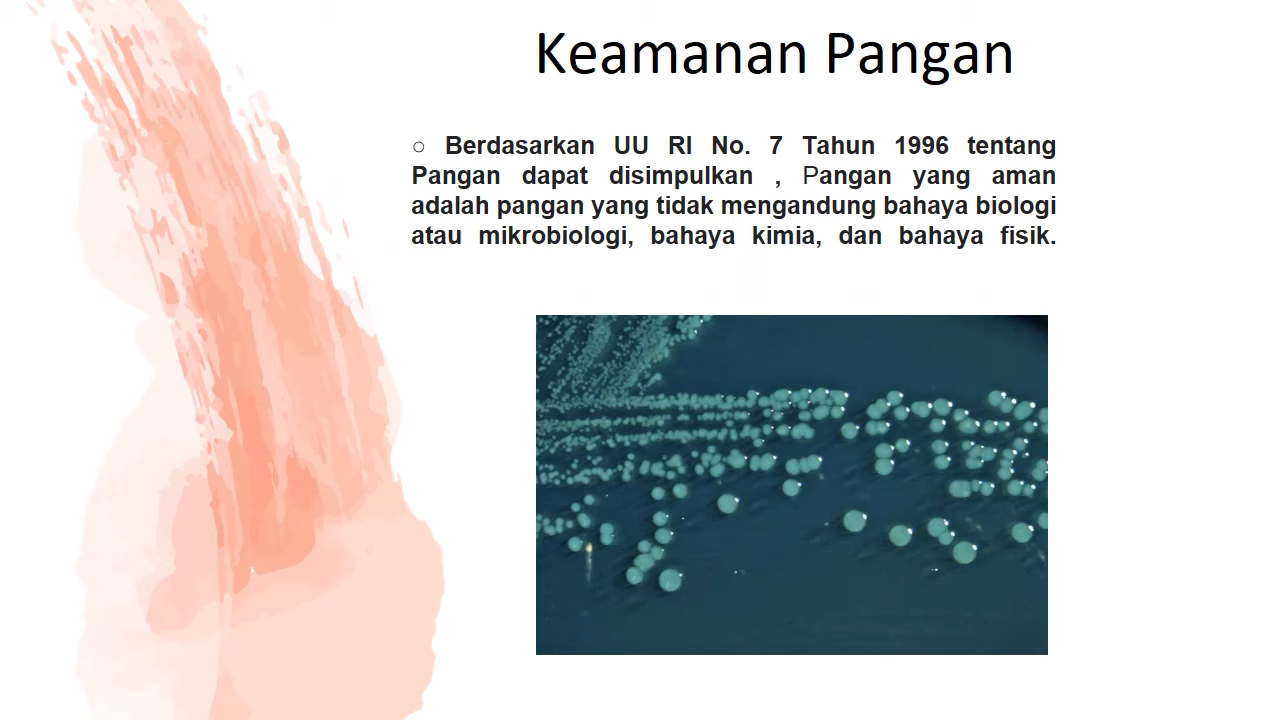 Keamanan Pangan
○ Berdasarkan UU RI No. 7 Tahun 1996 tentang
Pangan dapat disimpulkan , Pangan yang aman
adalah pangan yang tidak mengandung bahaya biologi
atau mikrobiologi, bahaya kimia, dan bahaya fisik.